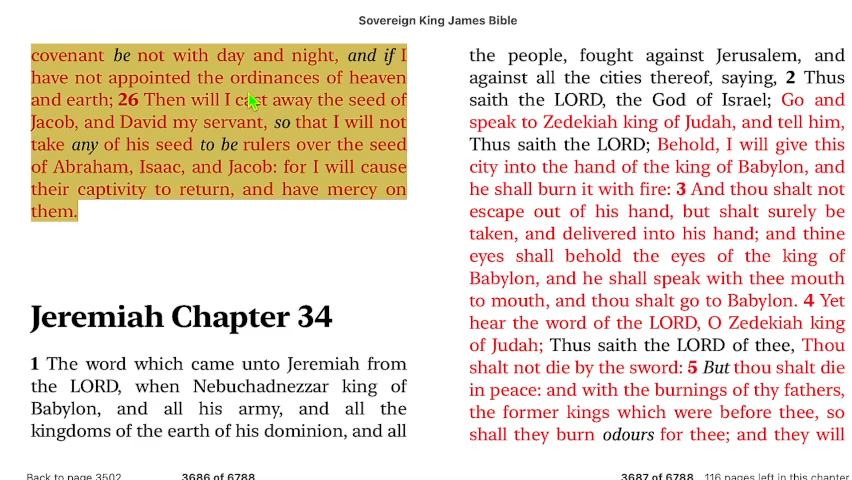 Sovereign King James Bible
covenant be not with day and night, and if I
have not appointed the ordinances of heaven
and earth; 26 Then will I cast away the seed of
Jacob, and David my servant, so that I will not
take any of his seed to be rulers over the seed
of Abraham, Isaac, and Jacob: for I will cause
their captivity to return, and have mercy on
them.
Jeremiah Chapter 34
1 The word which came unto Jeremiah from
the LORD, when Nebuchadnezzar king of
Babylon, and all his army, and all the
kingdoms of the earth of his dominion, and all
the people, fought against Jerusalem, and
against all the cities thereof, saying, 2 Thus
saith the LORD, the God of Israel; Go and
speak to Zedekiah king of Judah, and tell him,
Thus saith the LORD; Behold, I will give this
city into the hand of the king of Babylon, and
he shall burn it with fire: 3 And thou shalt not
escape out of his hand, but shalt surely be
taken, and delivered into his hand; and thine
eyes shall behold the eyes of the king of
Babylon, and he shall speak with thee mouth
to mouth, and thou shalt go to Babylon. 4 Yet
hear the word of the LORD, O Zedekiah king
of Judah; Thus saith the LORD of thee, Thou
shalt not die by the sword: 5 But thou shalt die
in peace: and with the burnings of thy fathers,
the former kings which were before thee, so
shall they burn odours for thee; and they will
Back to page 3502
3686 of 6788
3687 of 6788
116 pages left in this chapter